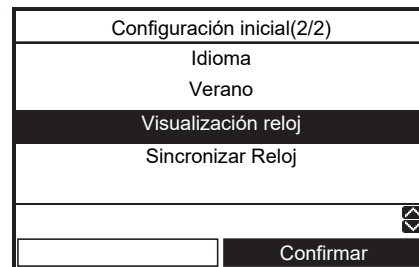 Configuración inicial(2/2)
Idioma
Verano
Visualización reloj
Sincronizar Reloj
Confirmar